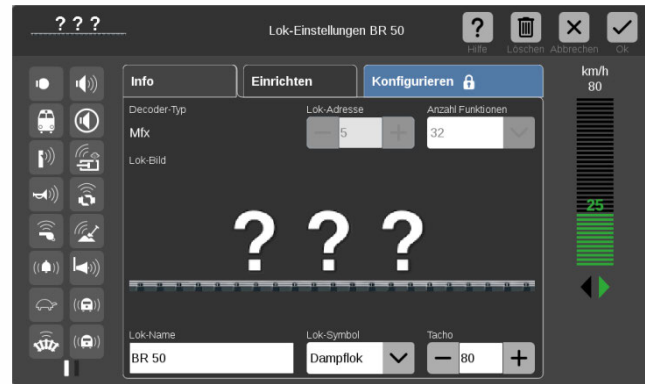 ? ? ?
Lok-Einstellungen BR 50
?
Hilfe
Löschen
Abbrechen
Ok
Info
Einrichten
Konfigurieren
km/h
80
Decoder-Typ
Lok-Adresse
Anzahl Funktionen
Mfx
5
32
Lok-Bild
25
? ? ?
Lok-Name
Lok-Symbol
Tacho
BR 50
Dampflok
80